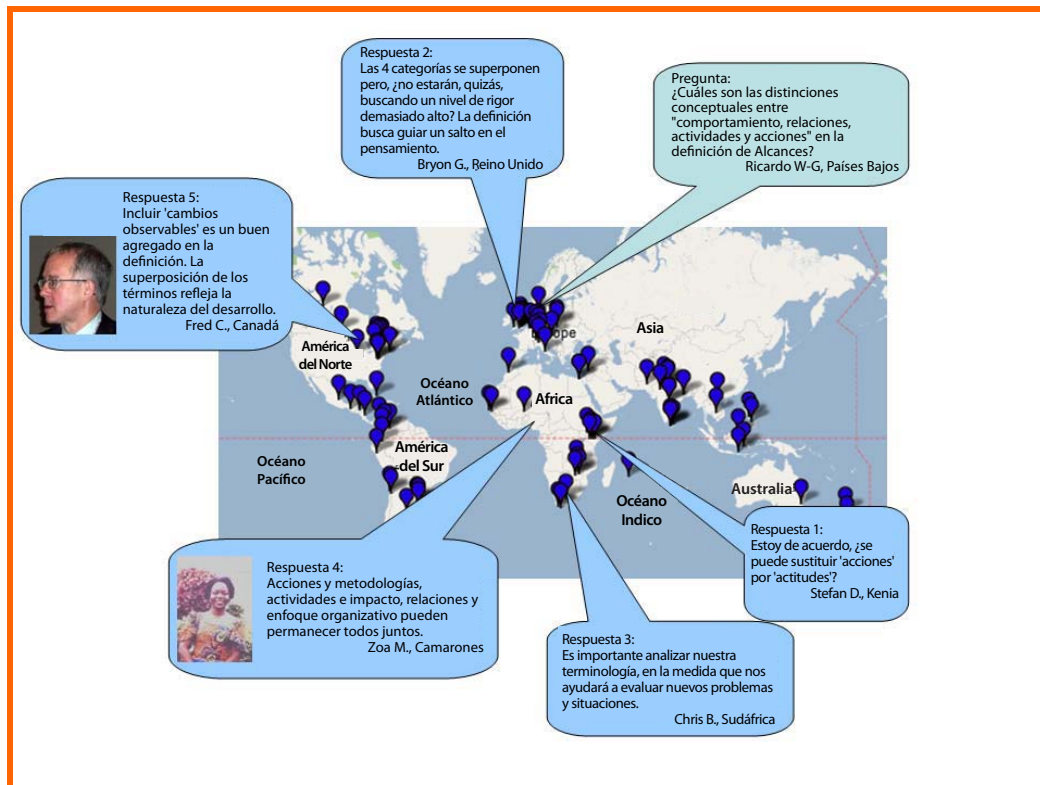 Respuesta 2:
Las 4 categorías se superponen
pero, ¿no estarán, quizás,
buscando un nivel de rigor
demasiado alto? La definición
busca guiar un salto en el
pensamiento.
Bryon G., Reino Unido
Pregunta:
¿Cuáles son las distinciones
conceptuales entre
"comportamiento, relaciones,
actividades y acciones" en la
definición de Alcances?
Ricardo W-G, Países Bajos
Respuesta 5:
Incluir 'cambios
observables' es un buen
agregado en la
definición. La
superposición de los
términos refleja la
naturaleza del desarrollo.
Fred C., Canadá
América
del Norte
Océano
Atlántico
Africa
Asia
América
del Sur
Océano
Pacífico
Océano
Indico
Australia
Respuesta 1:
Estoy de acuerdo, ¿se
puede sustituir 'acciones'
por 'actitudes'?
Stefan D., Kenia
Respuesta 4:
Acciones y metodologías,
actividades e impacto, relaciones y
enfoque organizativo pueden
permanecer todos juntos.
Zoa M., Camarones
Respuesta 3:
Es importante analizar nuestra
terminología, en la medida que nos
ayudará a evaluar nuevos problemas
y situaciones.
Chris B., Sudáfrica